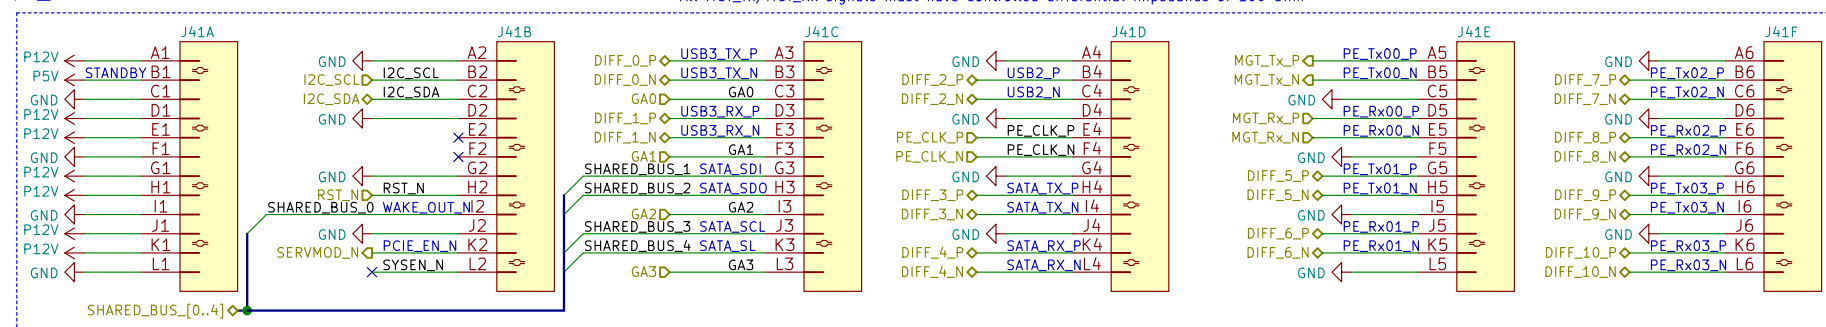 J41A
P12V A1
P5V STANDBY B1
GND C1
P12V D1
P12V E1
GND F1
P12V G1
P12V H1
GND I1
P12V J1
P12V K1
GND L1
J41B
GND A2
I2C_SCL I2C_SCL B2
I2C_SDA I2C_SDA C2
GND D2
E2
F2
GND G2
RST_N RST_N H2
SHARED_BUS_0 WAKE_OUT_N I2
GND J2
SERVMOD_N PCIE_EN_N K2
SYSEN_N L2
SHARED_BUS_[0..4]
J41C
DIFF_0_P USB3_TX_P A3
DIFF_0_N USB3_TX_N B3
GA0 GA0 C3
DIFF_1_P USB3_RX_P D3
DIFF_1_N USB3_RX_N E3
GA1 GA1 F3
SHARED_BUS_1 SATA_SDI G3
SHARED_BUS_2 SATA_SDO H3
GA2 GA2 I3
SHARED_BUS_3 SATA_SCL J3
SHARED_BUS_4 SATA_SL K3
GA3 GA3 L3
J41D
GND A4
DIFF_2_P USB2_P B4
DIFF_2_N USB2_N C4
GND D4
PE_CLK_P PE_CLK_P E4
PE_CLK_N PE_CLK_N F4
GND G4
DIFF_3_P SATA_TX_P H4
DIFF_3_N SATA_TX_N I4
GND J4
DIFF_4_P SATA_RX_P K4
DIFF_4_N SATA_RX_N L4
J41E
MGT_Tx_P PE_Tx00_P A5
MGT_Tx_N PE_Tx00_N B5
GND C5
MGT_Rx_P PE_Rx00_P D5
MGT_Rx_N PE_Rx00_N E5
GND F5
DIFF_5_P PE_Tx01_P G5
DIFF_5_N PE_Tx01_N H5
GND I5
DIFF_6_P PE_Rx01_P J5
DIFF_6_N PE_Rx01_N K5
GND L5
J41F
GND A6
DIFF_7_P PE_Tx02_P B6
DIFF_7_N PE_Tx02_N C6
GND D6
DIFF_8_P PE_Rx02_P E6
DIFF_8_N PE_Rx02_N F6
GND G6
DIFF_9_P PE_Tx03_P H6
DIFF_9_N PE_Tx03_N I6
GND J6
DIFF_10_P PE_Rx03_P K6
DIFF_10_N PE_Rx03_N L6